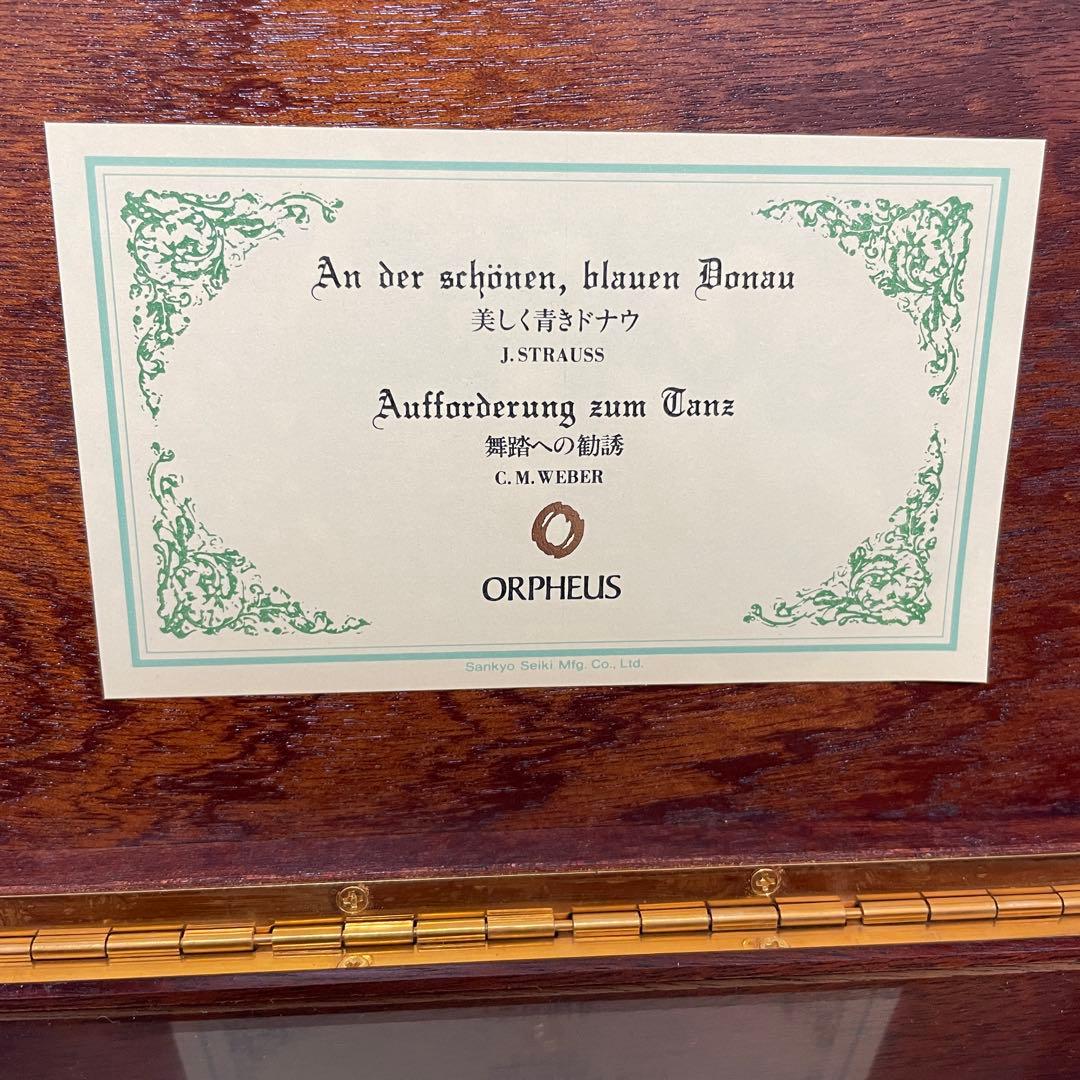 An der schönen, blauen Donau
美しく青きドナウ
J. STRAUSS
Aufforderung zum Tanz
舞踏への勧誘
C. M. WEBER
ORPHEUS
Sankyo Seiki Mfg. Co., Ltd.